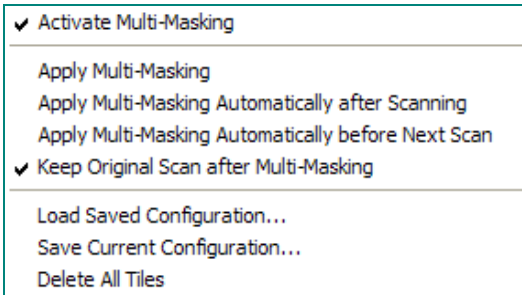 Activate Multi-Masking
Apply Multi-Masking
Apply Multi-Masking Automatically after Scanning
Apply Multi-Masking Automatically before Next Scan
Keep Original Scan after Multi-Masking
Load Saved Configuration...
Save Current Configuration...
Delete All Tiles